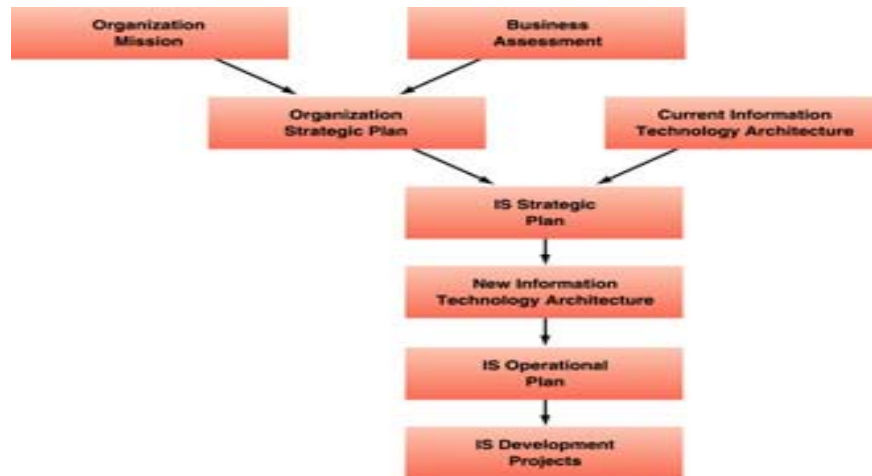 Organization
Mission
Business
Assessment
Organization
Strategic Plan
Current Information
Technology Architecture
IS Strategic
Plan
New Information
Technology Architecture
IS Operational
Plan
IS Development
Projects